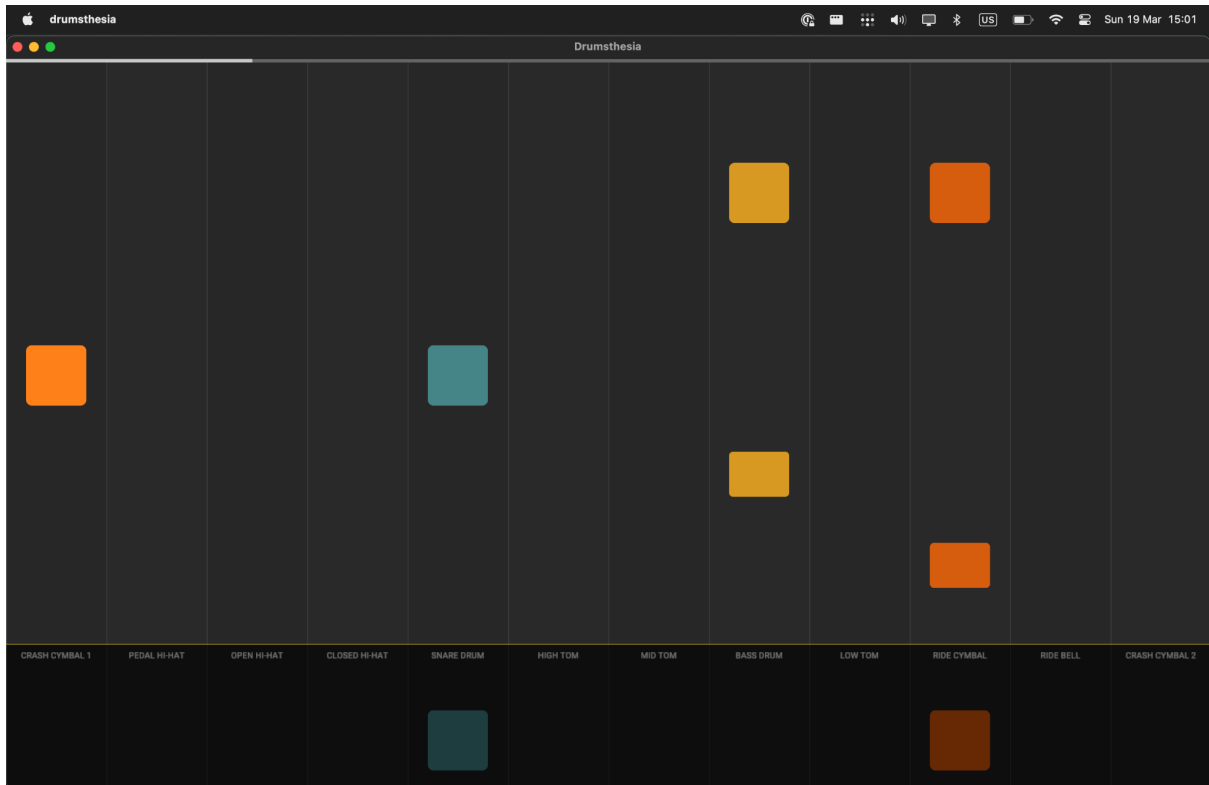 drumsthesia US Sun 19 Mar 15:01
Drumsthesia
CRASH CYMBAL 1 PEDAL HI-HAT OPEN HI-HAT CLOSED HI-HAT SNARE DRUM HIGH TOM MID TOM BASS DRUM LOW TOM RIDE CYMBAL RIDE BELL CRASH CYMBAL 2